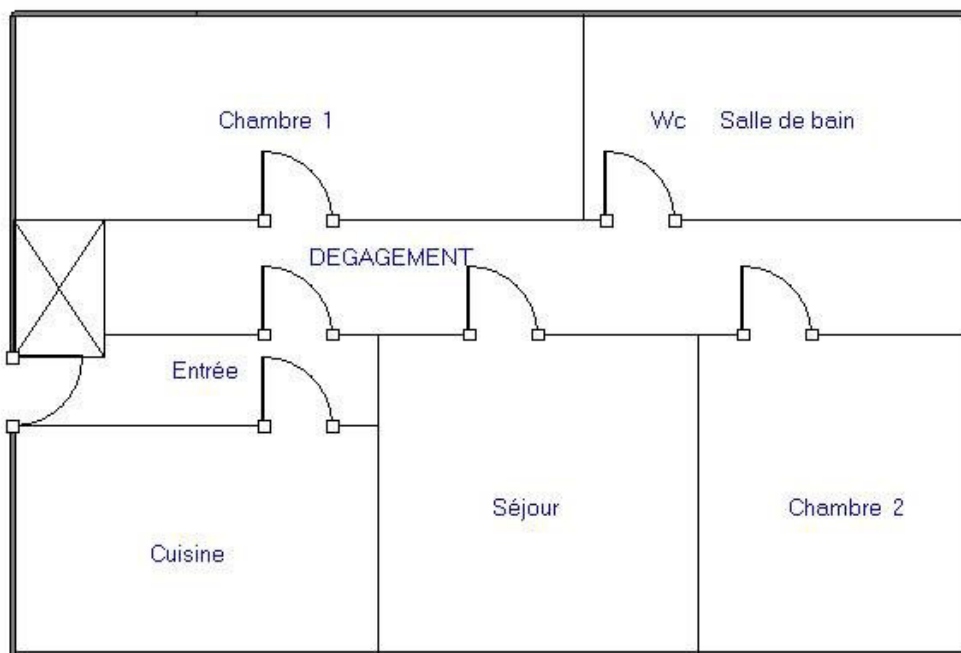 Chambre 1
Wc Salle de bain
DEGAGEMENT
Entrée
Séjour
Chambre 2
Cuisine